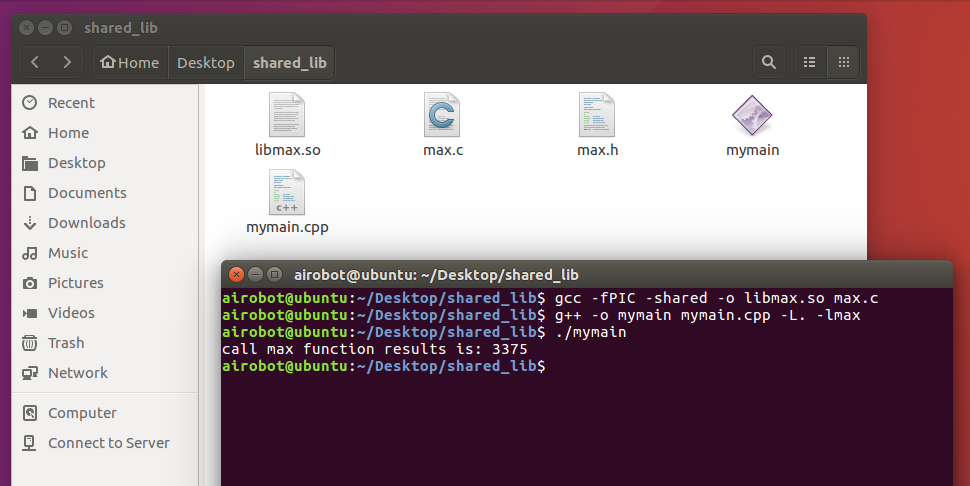 shared_lib
Home Desktop shared_lib
Recent
Home
Desktop
Documents
Downloads
Music
Pictures
Videos
Trash
Network
Computer
Connect to Server
libmax.so max.c max.h mymain
C
c++
mymain.cpp
airobot@ubuntu: ~/Desktop/shared_lib
airobot@ubuntu:~/Desktop/shared_lib$ gcc -fPIC -shared -o libmax.so max.c
airobot@ubuntu:~/Desktop/shared_lib$ g++ -o mymain mymain.cpp -L. -lmax
airobot@ubuntu:~/Desktop/shared_lib$ ./mymain
call max function results is: 3375
airobot@ubuntu:~/Desktop/shared_lib$